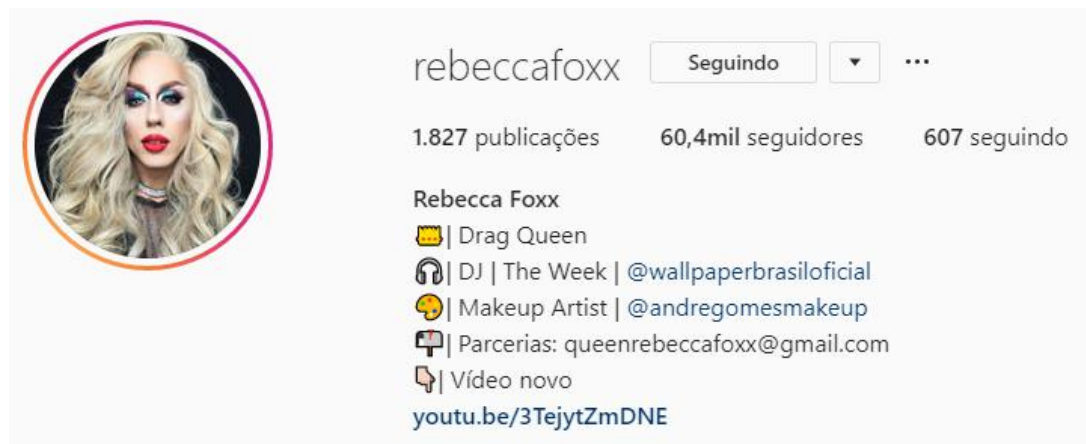 rebeccafoxx Seguindo
1.827 publicações 60,4mil seguidores 607 seguindo
Rebecca Foxx
👑| Drag Queen
🎧| DJ | The Week | @wallpaperbrasiloficial
🎨| Makeup Artist | @andregomesmakeup
📬| Parcerias: queenrebeccafoxx@gmail.com
👇🏻| Vídeo novo
youtu.be/3TejytZmDNE